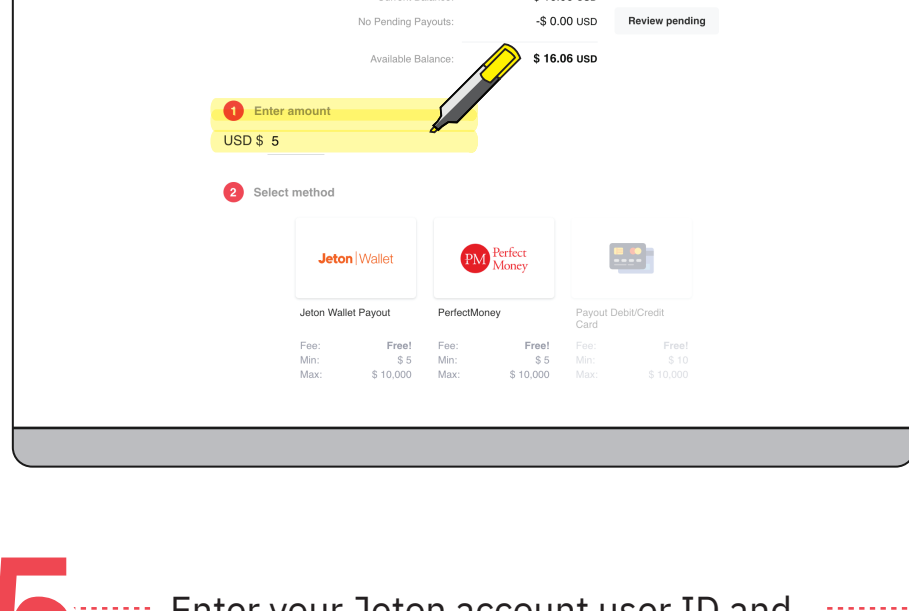 No Pending Payouts: -$ 0.00 USD Review pending
Available Balance: $ 16.06 USD
1 Enter amount
USD $ 5
2 Select method
Jeton | Wallet PM Perfect Money
Jeton Wallet Payout PerfectMoney Payout Debit/Credit Card
Fee: Free! Fee: Free! Fee: Free!
Min: $ 5 Min: $ 5 Min: $ 10
Max: $ 10,000 Max: $ 10,000 Max: $ 10,000
5
Enter your Jeton account user ID and